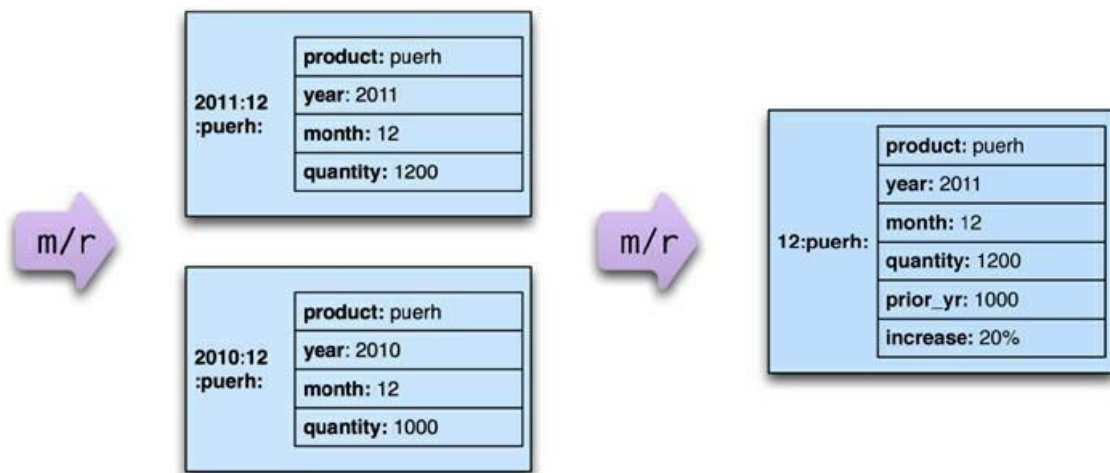 m/r
2011:12
:puerh:
product: puerh
year: 2011
month: 12
quantity: 1200
2010:12
:puerh:
product: puerh
year: 2010
month: 12
quantity: 1000
m/r
12:puerh:
product: puerh
year: 2011
month: 12
quantity: 1200
prior_yr: 1000
increase: 20%